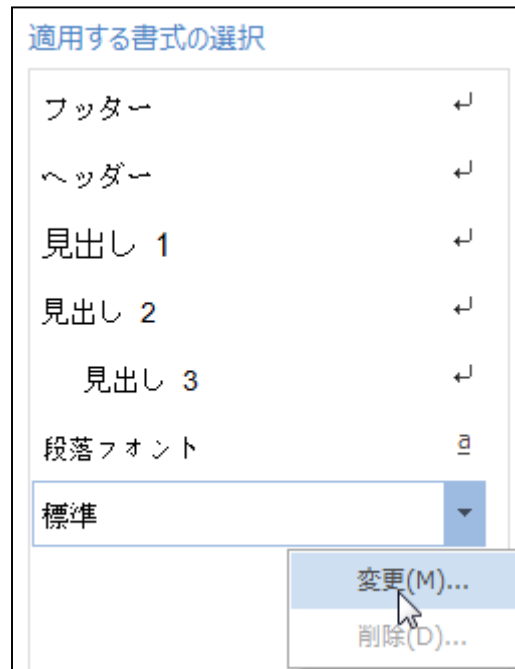 適用する書式の選択
フッター ↵
ヘッダー ↵
見出し 1 ↵
見出し 2 ↵
見出し 3 ↵
段落フォント a
標準
変更(M)...
削除(D)...